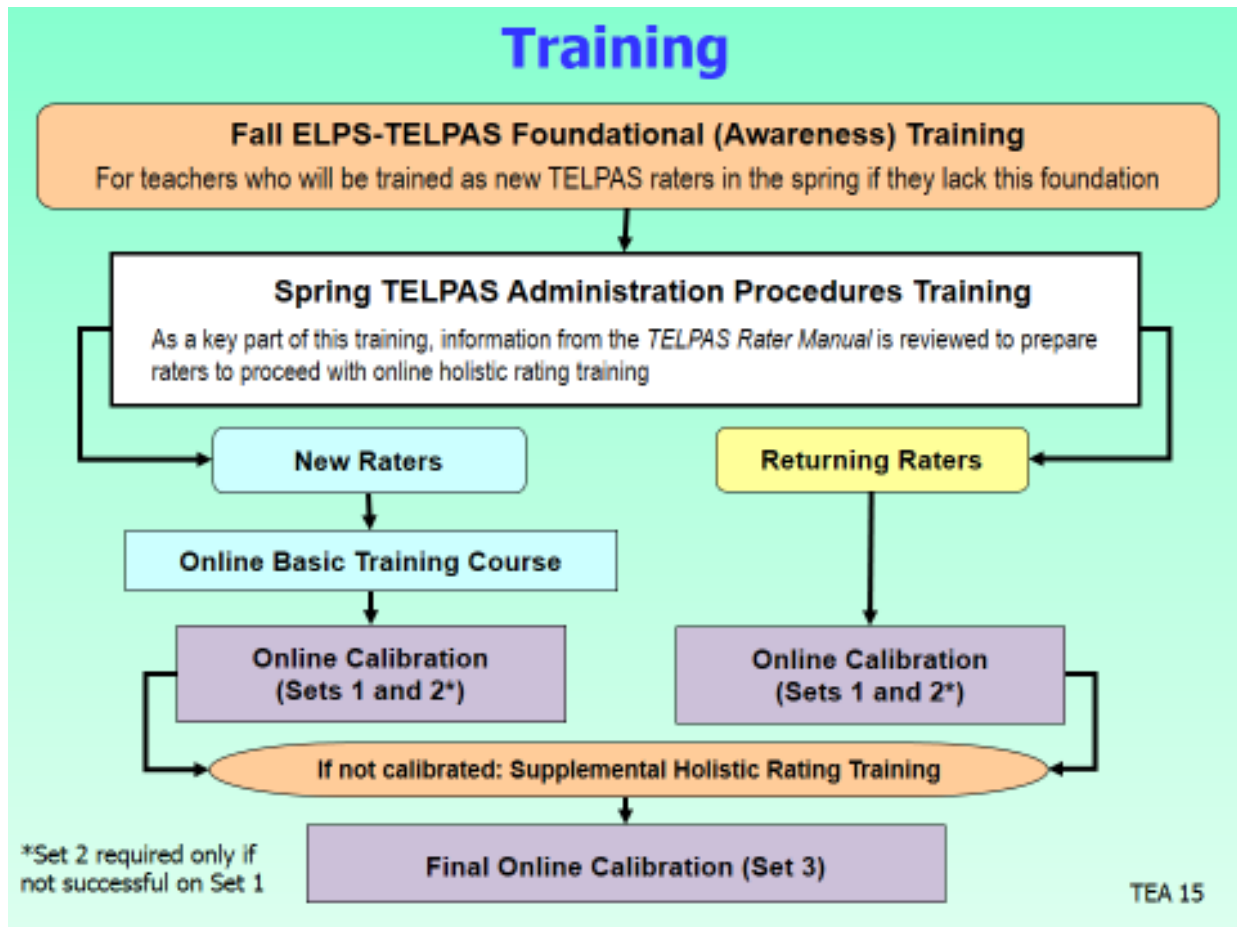 Training
Fall ELPS-TELPAS Foundational (Awareness) Training
For teachers who will be trained as new TELPAS raters in the spring if they lack this foundation
Spring TELPAS Administration Procedures Training
As a key part of this training, information from the TELPAS Rater Manual is reviewed to prepare
raters to proceed with online holistic rating training
New Raters
Returning Raters
Online Basic Training Course
Online Calibration
(Sets 1 and 2*)
Online Calibration
(Sets 1 and 2*)
If not calibrated: Supplemental Holistic Rating Training
Final Online Calibration (Set 3)
*Set 2 required only if
not successful on Set 1
TEA 15